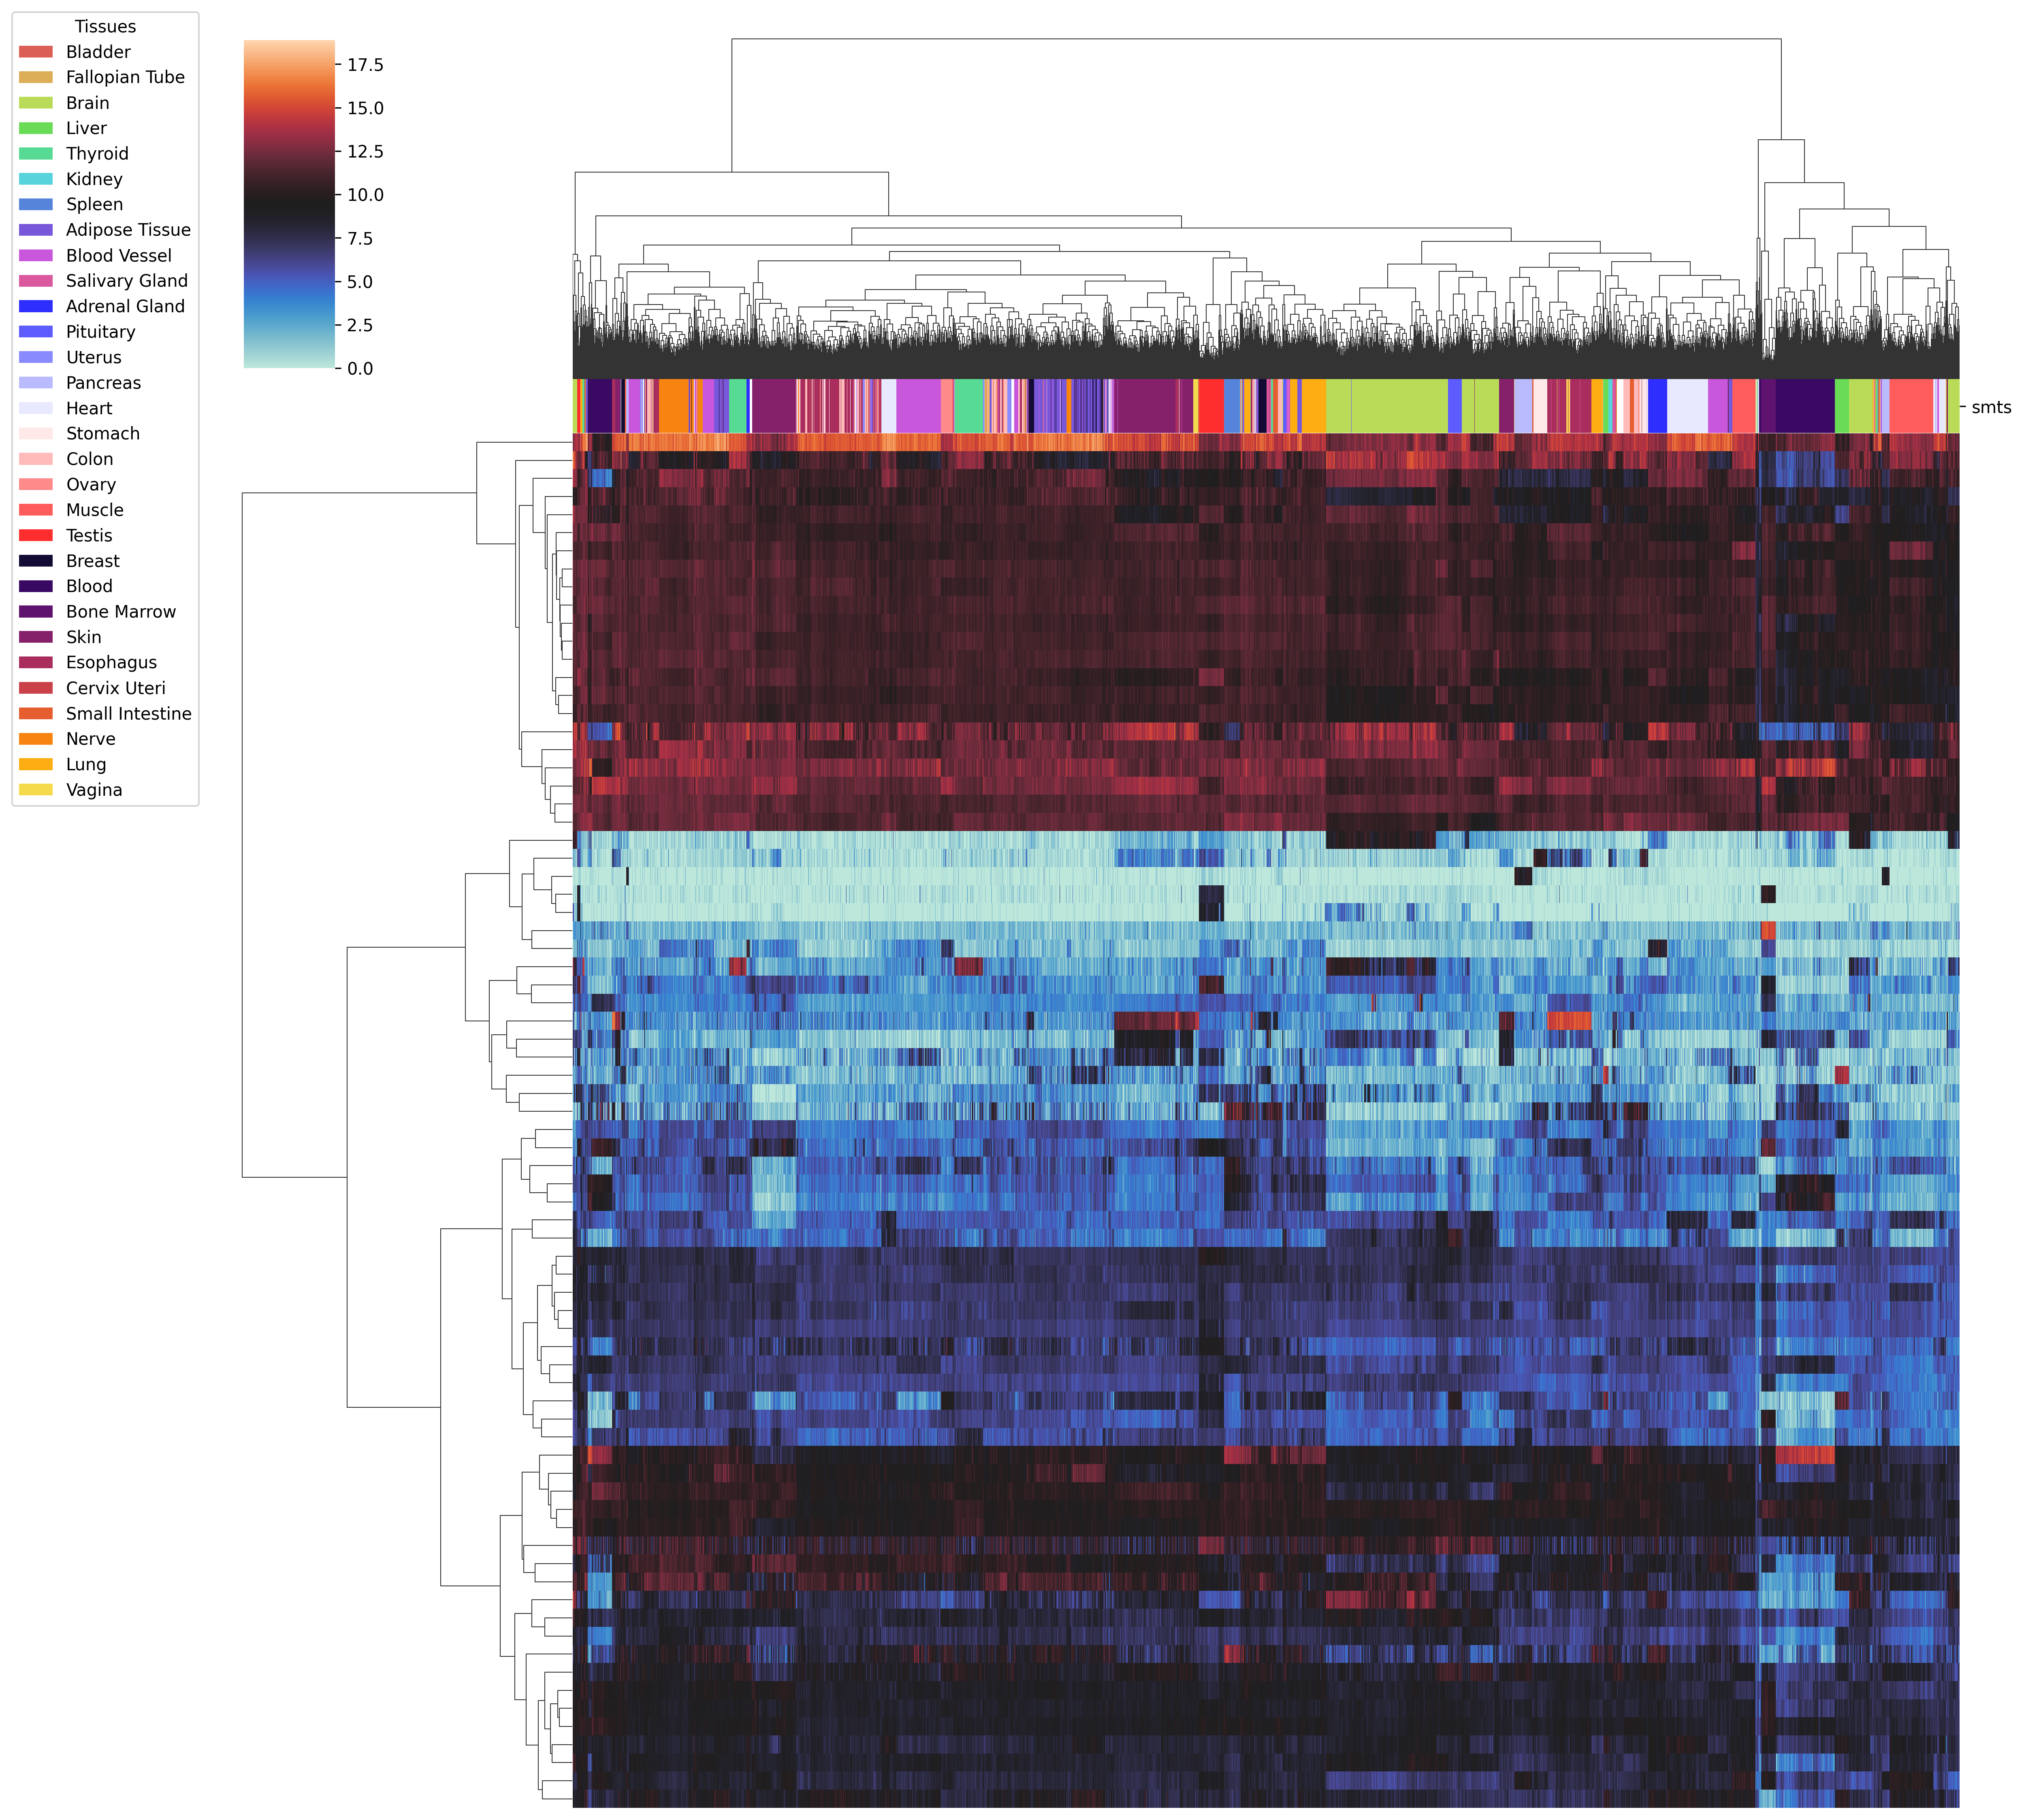 Tissues
Bladder
Fallopian Tube
Brain
Liver
Thyroid
Kidney
Spleen
Adipose Tissue
Blood Vessel
Salivary Gland
Adrenal Gland
Pituitary
Uterus
Pancreas
Heart
Stomach
Colon
Ovary
Muscle
Testis
Breast
Blood
Bone Marrow
Skin
Esophagus
Cervix Uteri
Small Intestine
Nerve
Lung
Vagina
17.5
15.0
12.5
10.0
7.5
5.0
2.5
0.0
smts